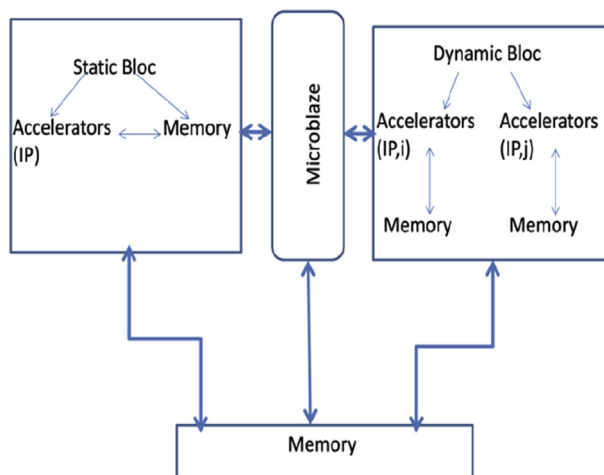 Static Bloc
Accelerators
(IP)
Memory
Microblaze
Dynamic Bloc
Accelerators
(IP,i)
Accelerators
(IP,j)
Memory
Memory
Memory